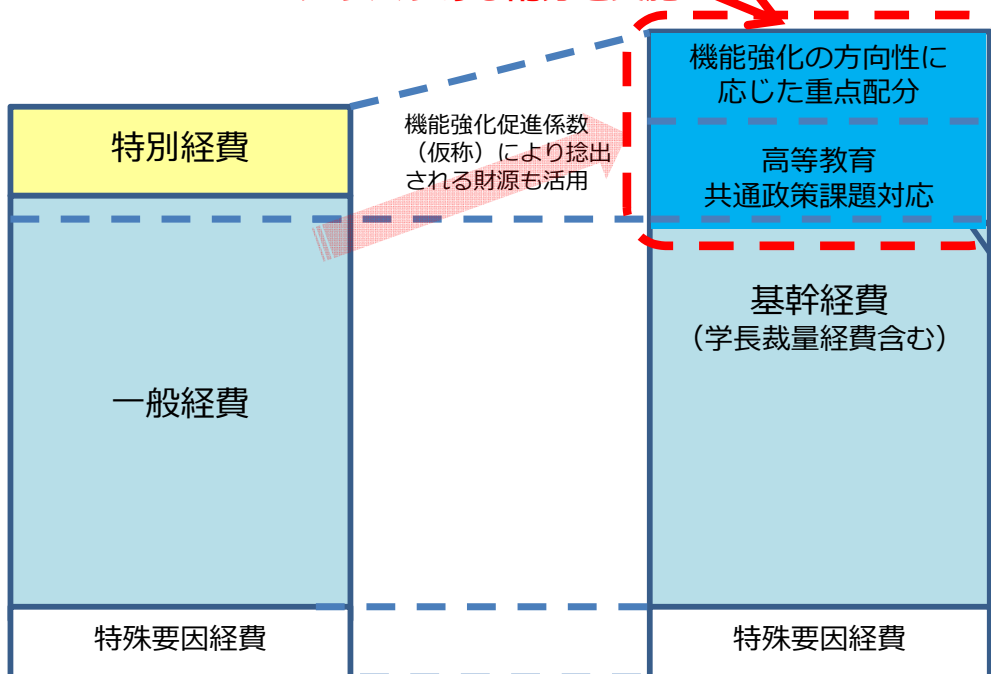 機能強化の方向性に
応じた重点配分
特別経費
機能強化促進係数
（仮称）により捻出
される財源も活用
高等教育
共通政策課題対応
基幹経費
（学長裁量経費含む）
一般経費
特殊要因経費
特殊要因経費